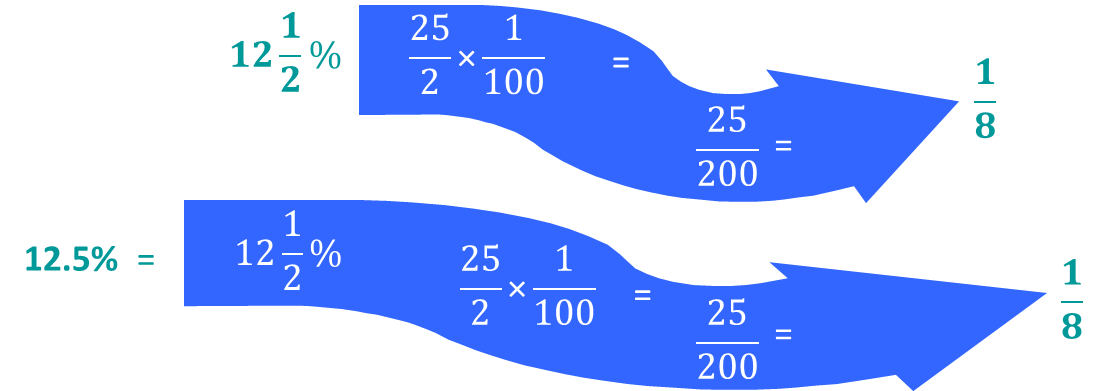 12 1/2 % 25/2 × 1/100 = 25/200 = 1/8
12.5% = 12 1/2 % 25/2 × 1/100 = 25/200 = 1/8